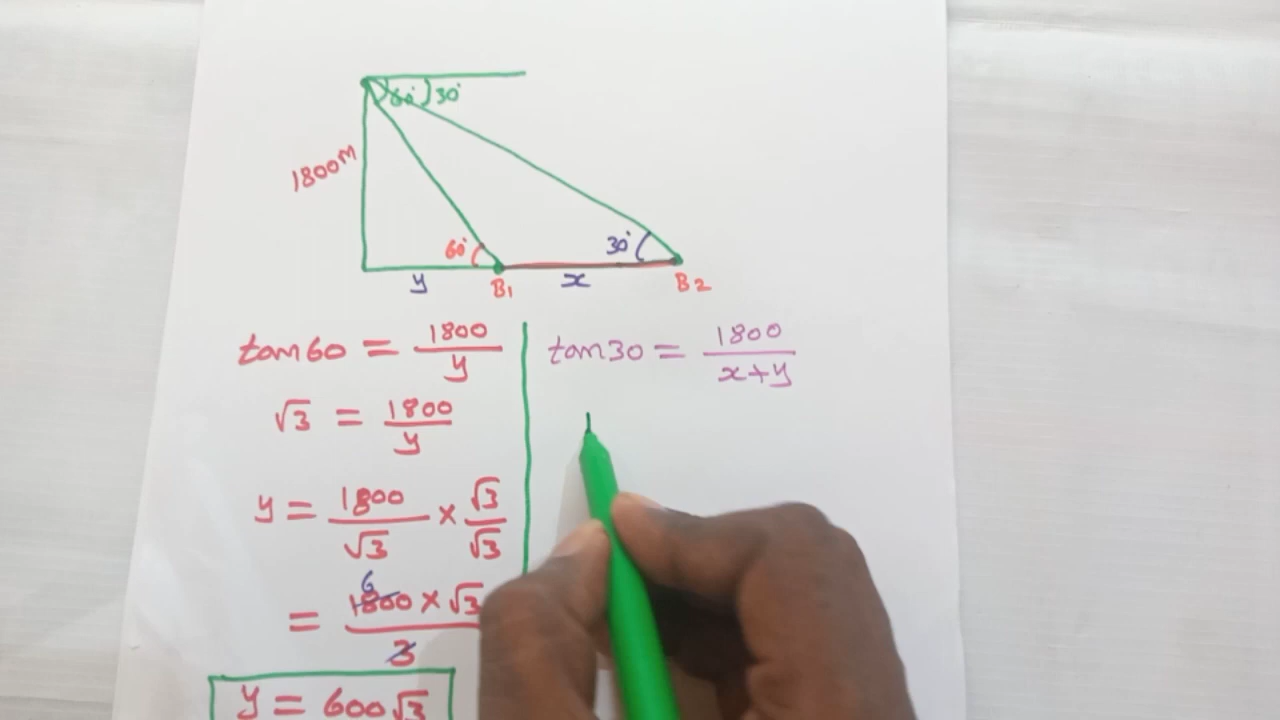 60° 30°
1800M
60° 30°
y B1 x B2
tan60 = 1800/y
√3 = 1800/y
y = 1800/√3 × √3/√3
= 1800 × √3 / 3
6
y = 600√3
tan30 = 1800/x+y
1